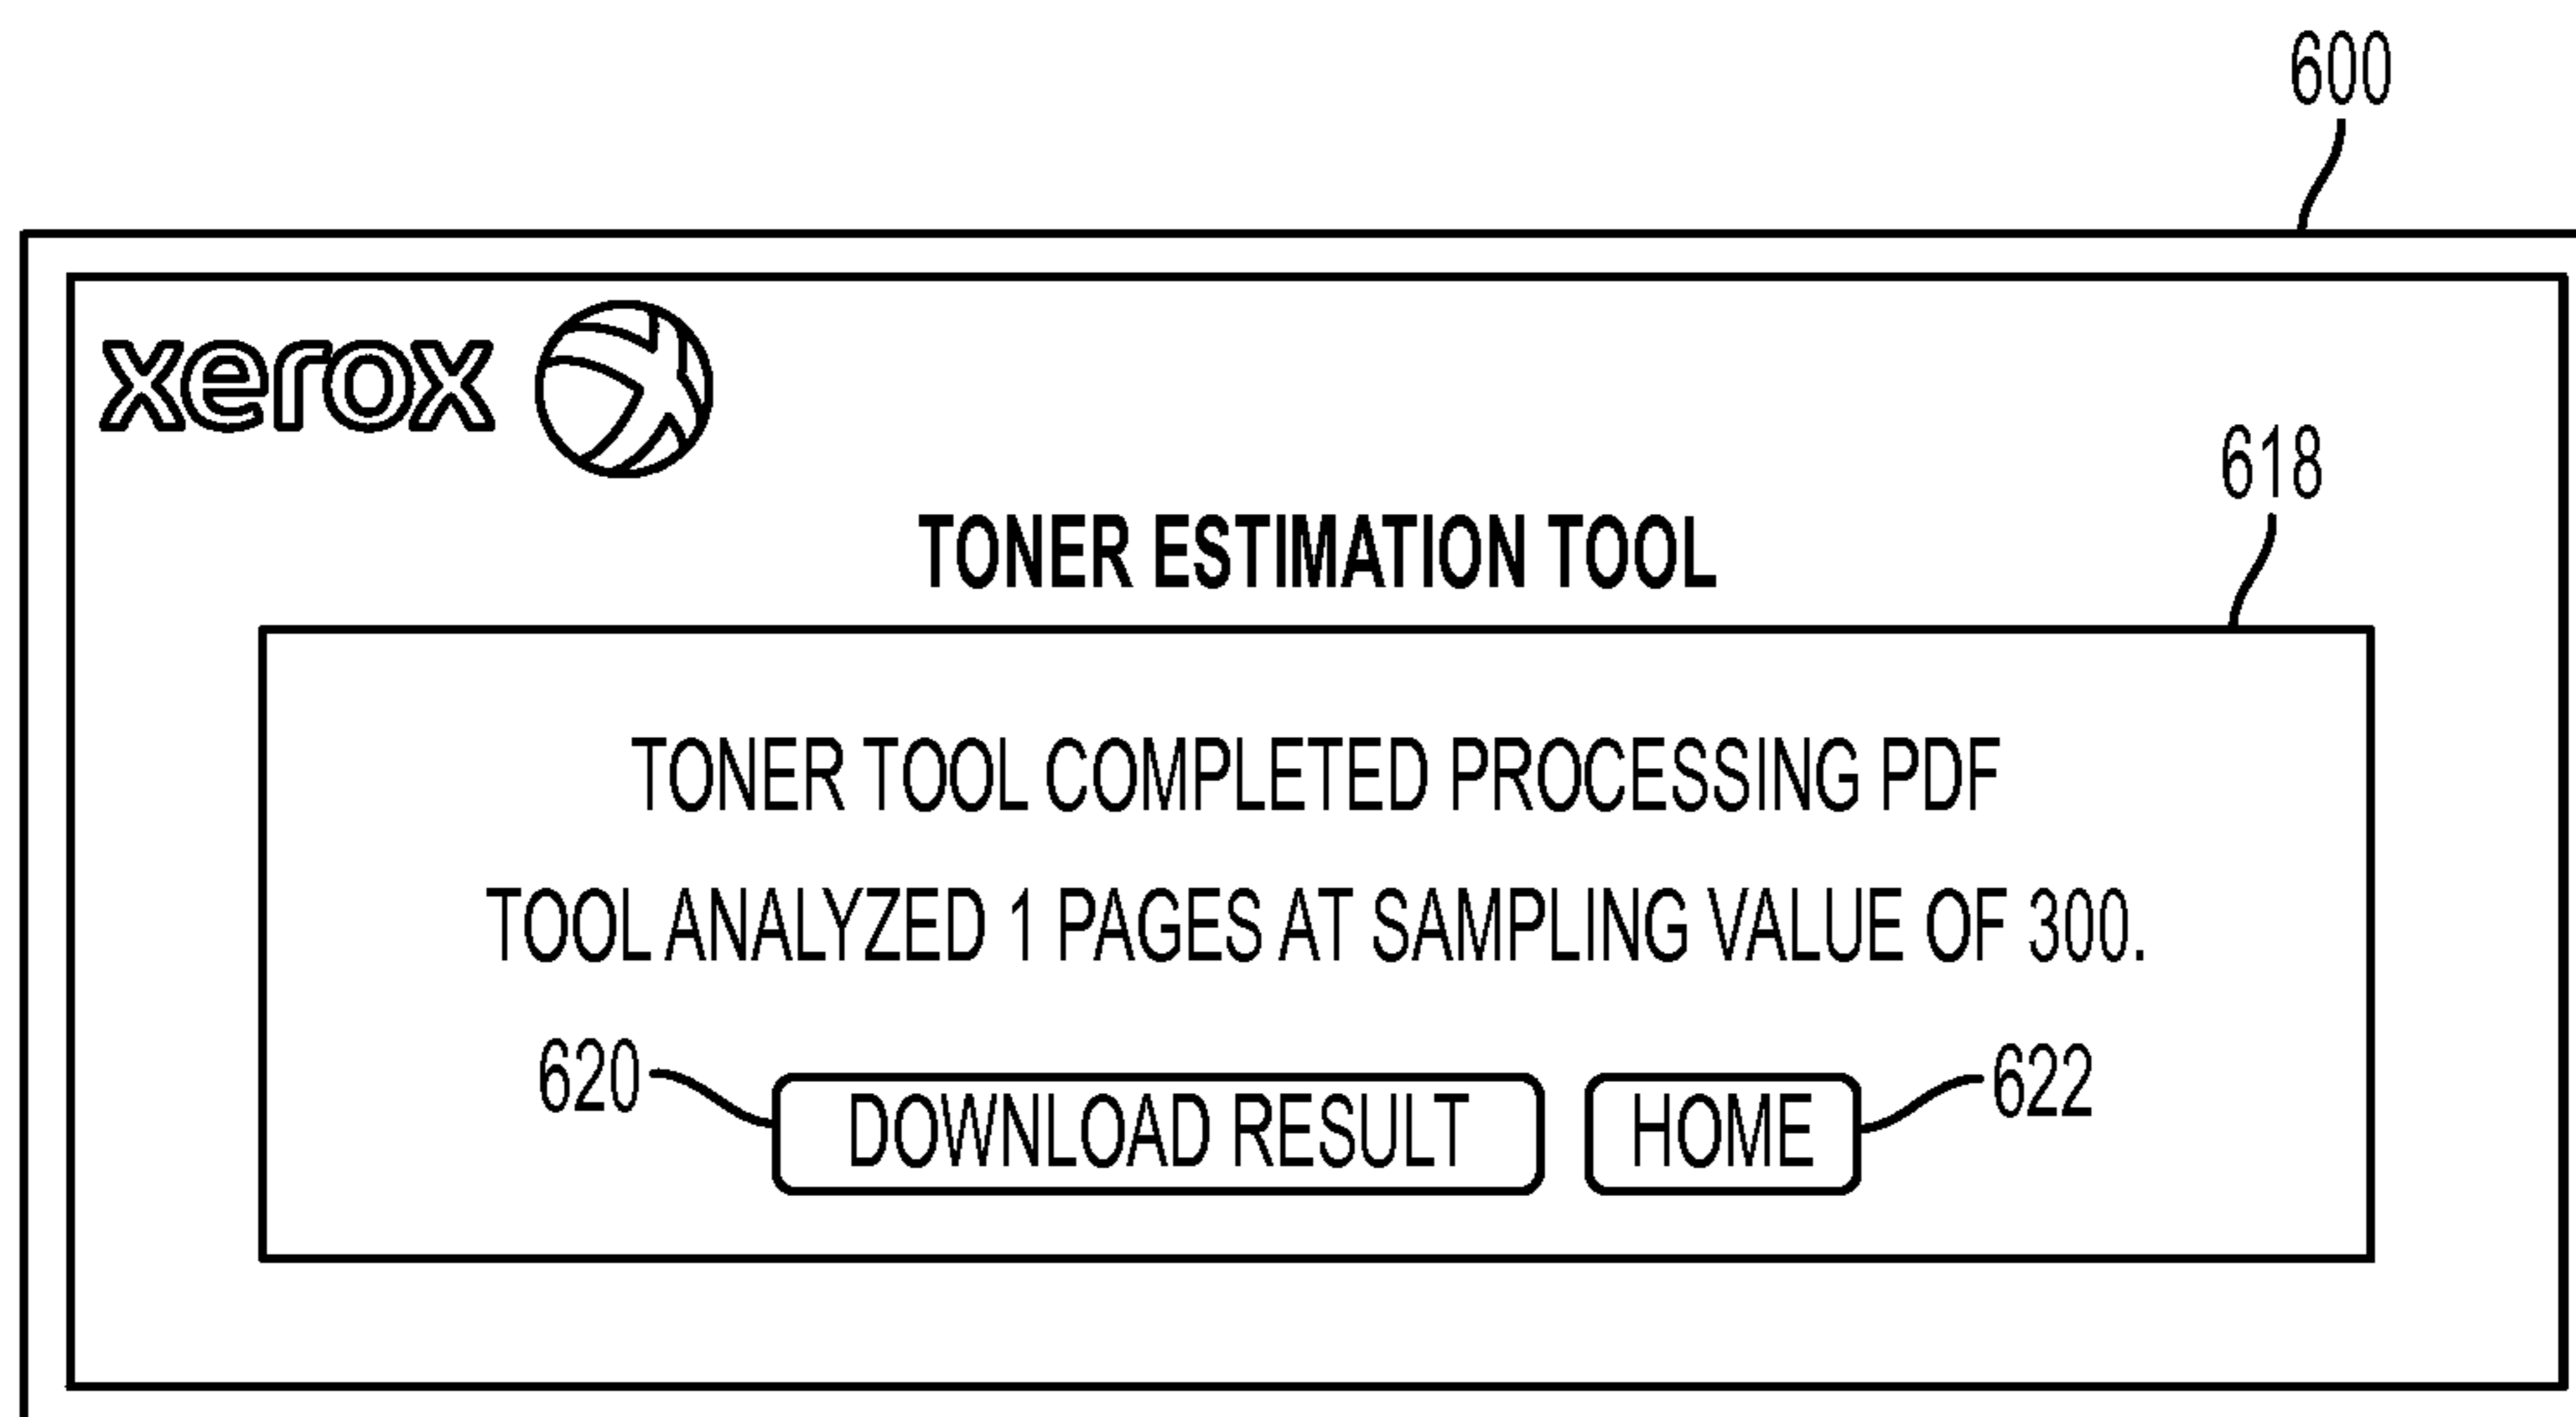 600
xerox
618
TONER ESTIMATION TOOL
TONER TOOL COMPLETED PROCESSING PDF
TOOL ANALYZED 1 PAGES AT SAMPLING VALUE OF 300.
620 DOWNLOAD RESULT HOME 622